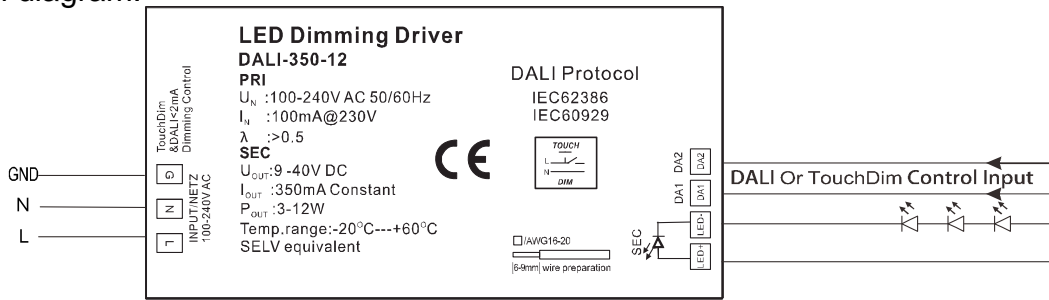 diagram.
LED Dimming Driver
DALI-350-12
PRI
UN :100-240V AC 50/60Hz
IN :100mA@230V
λ :>0.5
SEC
UOUT:9 -40V DC
IOUT :350mA Constant
POUT :3-12W
Temp.range:-20°C---+60°C
SELV equivalent
TouchDim
&DALI<2mA
Dimming Control
INPUT/NETZ
100-240V AC
GND
N
L
G
N
L
CE
DALI Protocol
IEC62386
IEC60929
TOUCH
L
N
DIM
/AWG16-20
6-9mm wire preparation
SEC
DA2
DA1
DA2
DA1
LED-
LED+
DALI Or TouchDim Control Input